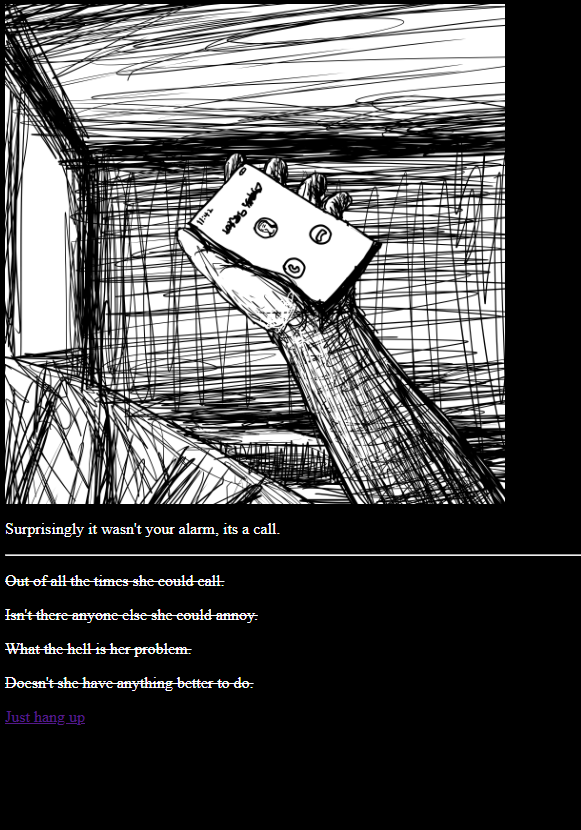 11:42
Surprisingly it wasn't your alarm, its a call.
Out of all the times she could call.
Isn't there anyone else she could annoy.
What the hell is her problem.
Doesn't she have anything better to do.
Just hang up